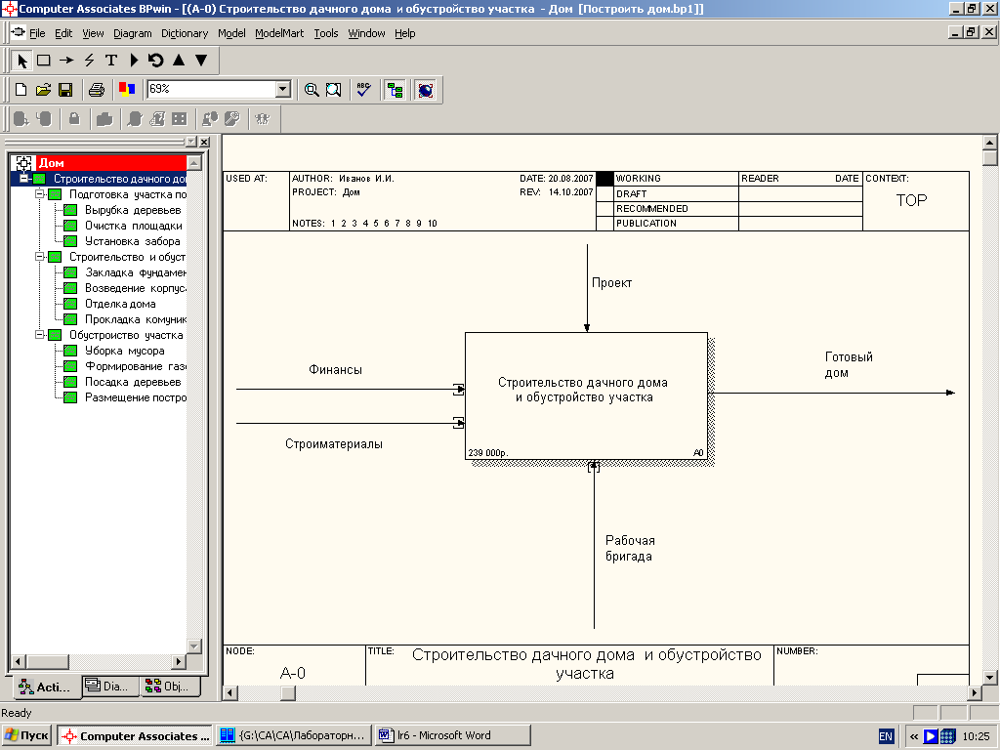 Computer Associates BPwin - [(A-0) Строительство дачного дома и обустройство участка - Дом [Построить дом.bp1]]
File Edit View Diagram Dictionary Model ModelMart Tools Window Help
69%
ABC
Дом
Строительство дачного до
Подготовка участка по
Вырубка деревьев
Очистка площадки
Установка забора
Строительство и обуст
Закладка фундамен
Возведение корпус
Отделка дома
Прокладка комуник
Обустроиство участка
Уборка мусора
Формирование газо
Посадка деревьев
Размещение постро
Acti... Dia... Obj...
USED AT:
AUTHOR: Иванов И.И.
DATE: 20.08.2007
PROJECT: Дом
REV: 14.10.2007
NOTES: 1 2 3 4 5 6 7 8 9 10
WORKING
DRAFT
RECOMMENDED
PUBLICATION
READER DATE
CONTEXT:
TOP
Проект
Финансы
Строиматериалы
Строительство дачного дома
и обустройство участка
239 000р.
A0
Готовый
дом
Рабочая
бригада
NODE:
A-0
TITLE:
Строительство дачного дома и обустройство
участка
NUMBER:
Ready
Пуск
Computer Associates ...
{G:\CA\CA\Лабораторн...
lr6 - Microsoft Word
EN
«
10:25